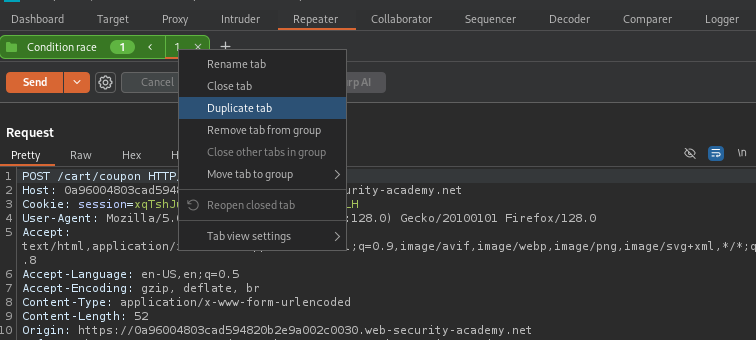 Dashboard Target Proxy Intruder Repeater Collaborator Sequencer Decoder Comparer Logger
Condition race 1 < 1 × +
Send Cancel rp AI
Rename tab
Close tab
Duplicate tab
Remove tab from group
Close other tabs in group
Move tab to group
Reopen closed tab
Tab view settings
Request
Pretty Raw Hex \n
1 POST /cart/coupon HTTP
2 Host: 0a96004803cad594 urity-academy.net
3 Cookie: session=xqTshJ LH
4 User-Agent: Mozilla/5. :128.0) Gecko/20100101 Firefox/128.0
5 Accept:
text/html,application/ ;q=0.9,image/avif,image/webp,image/png,image/svg+xml,*/*;q
.8
6 Accept-Language: en-US,en;q=0.5
7 Accept-Encoding: gzip, deflate, br
8 Content-Type: application/x-www-form-urlencoded
9 Content-Length: 52
10 Origin: https://0a96004803cad594820b2e9a002c0030.web-security-academy.net